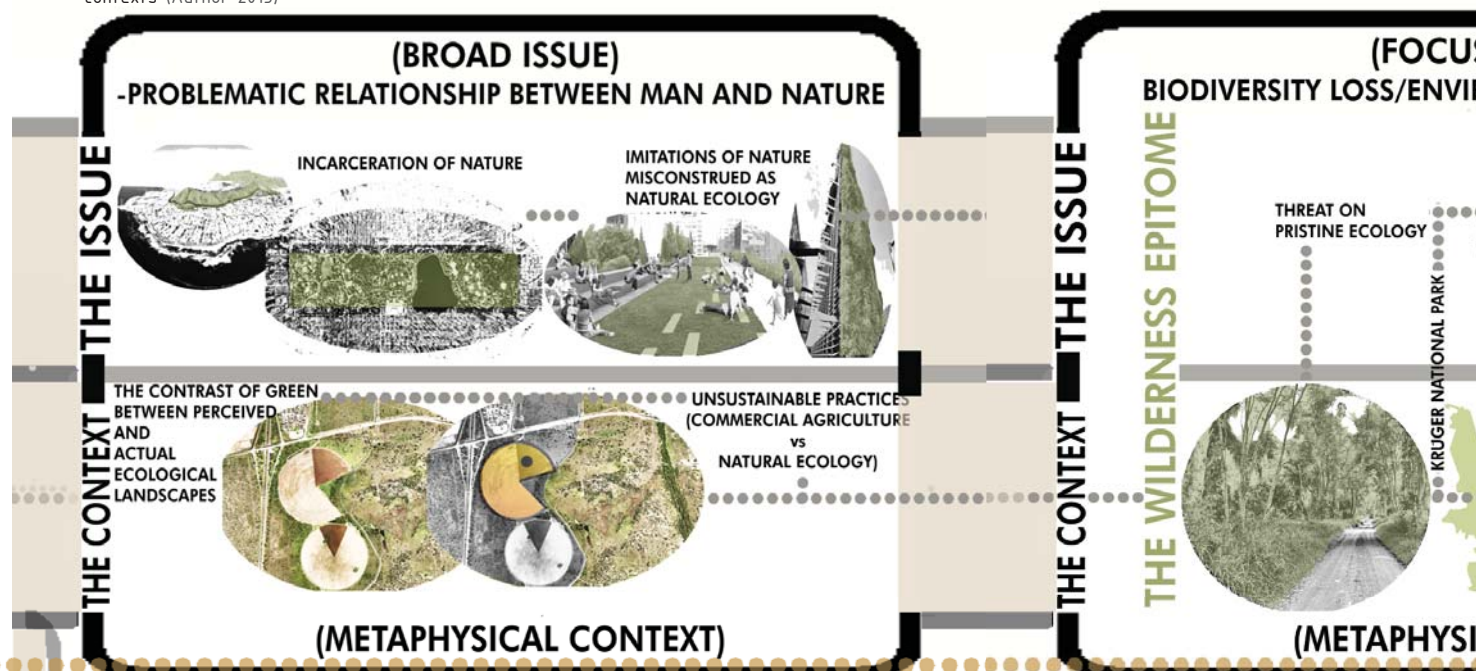 (BROAD ISSUE)
-PROBLEMATIC RELATIONSHIP BETWEEN MAN AND NATURE
THE ISSUE
INCARCERATION OF NATURE
IMITATIONS OF NATURE
MISCONSTRUED AS
NATURAL ECOLOGY
THE CONTEXT
THE CONTRAST OF GREEN
BETWEEN PERCEIVED
AND
ACTUAL
ECOLOGICAL
LANDSCAPES
UNSUSTAINABLE PRACTICES
(COMMERCIAL AGRICULTURE
vs
NATURAL ECOLOGY)
(METAPHYSICAL CONTEXT)
(FOCUS
BIODIVERSITY LOSS/ENVI
THE ISSUE
THE WILDERNESS EPITOME
THREAT ON
PRISTINE ECOLOGY
KRUGER NATIONAL PARK
THE CONTEXT
(METAPHYSI